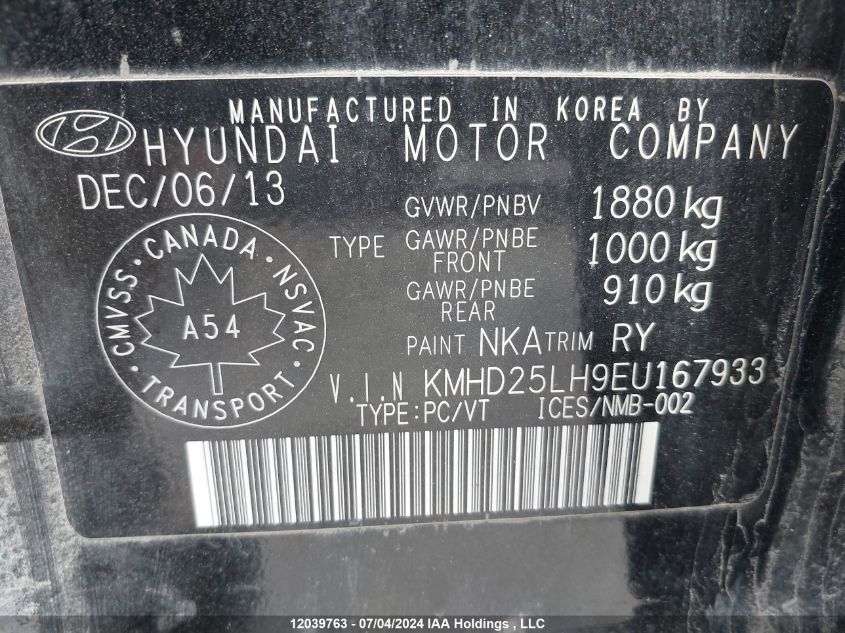 MANUFACTURED IN KOREA BY
HYUNDAI MOTOR COMPANY
DEC/06/13
GVWR/PNBV 1880 kg
TYPE GAWR/PNBE FRONT 1000 kg
GAWR/PNBE REAR 910 kg
PAINT NKA TRIM RY
V.I.N KMHD25LH9EU167933
TYPE:PC/VT ICES/NMB-002
CMVSS · CANADA · NSVAC · TRANSPORT ·
A54
12039763 - 07/04/2024 IAA Holdings , LLC